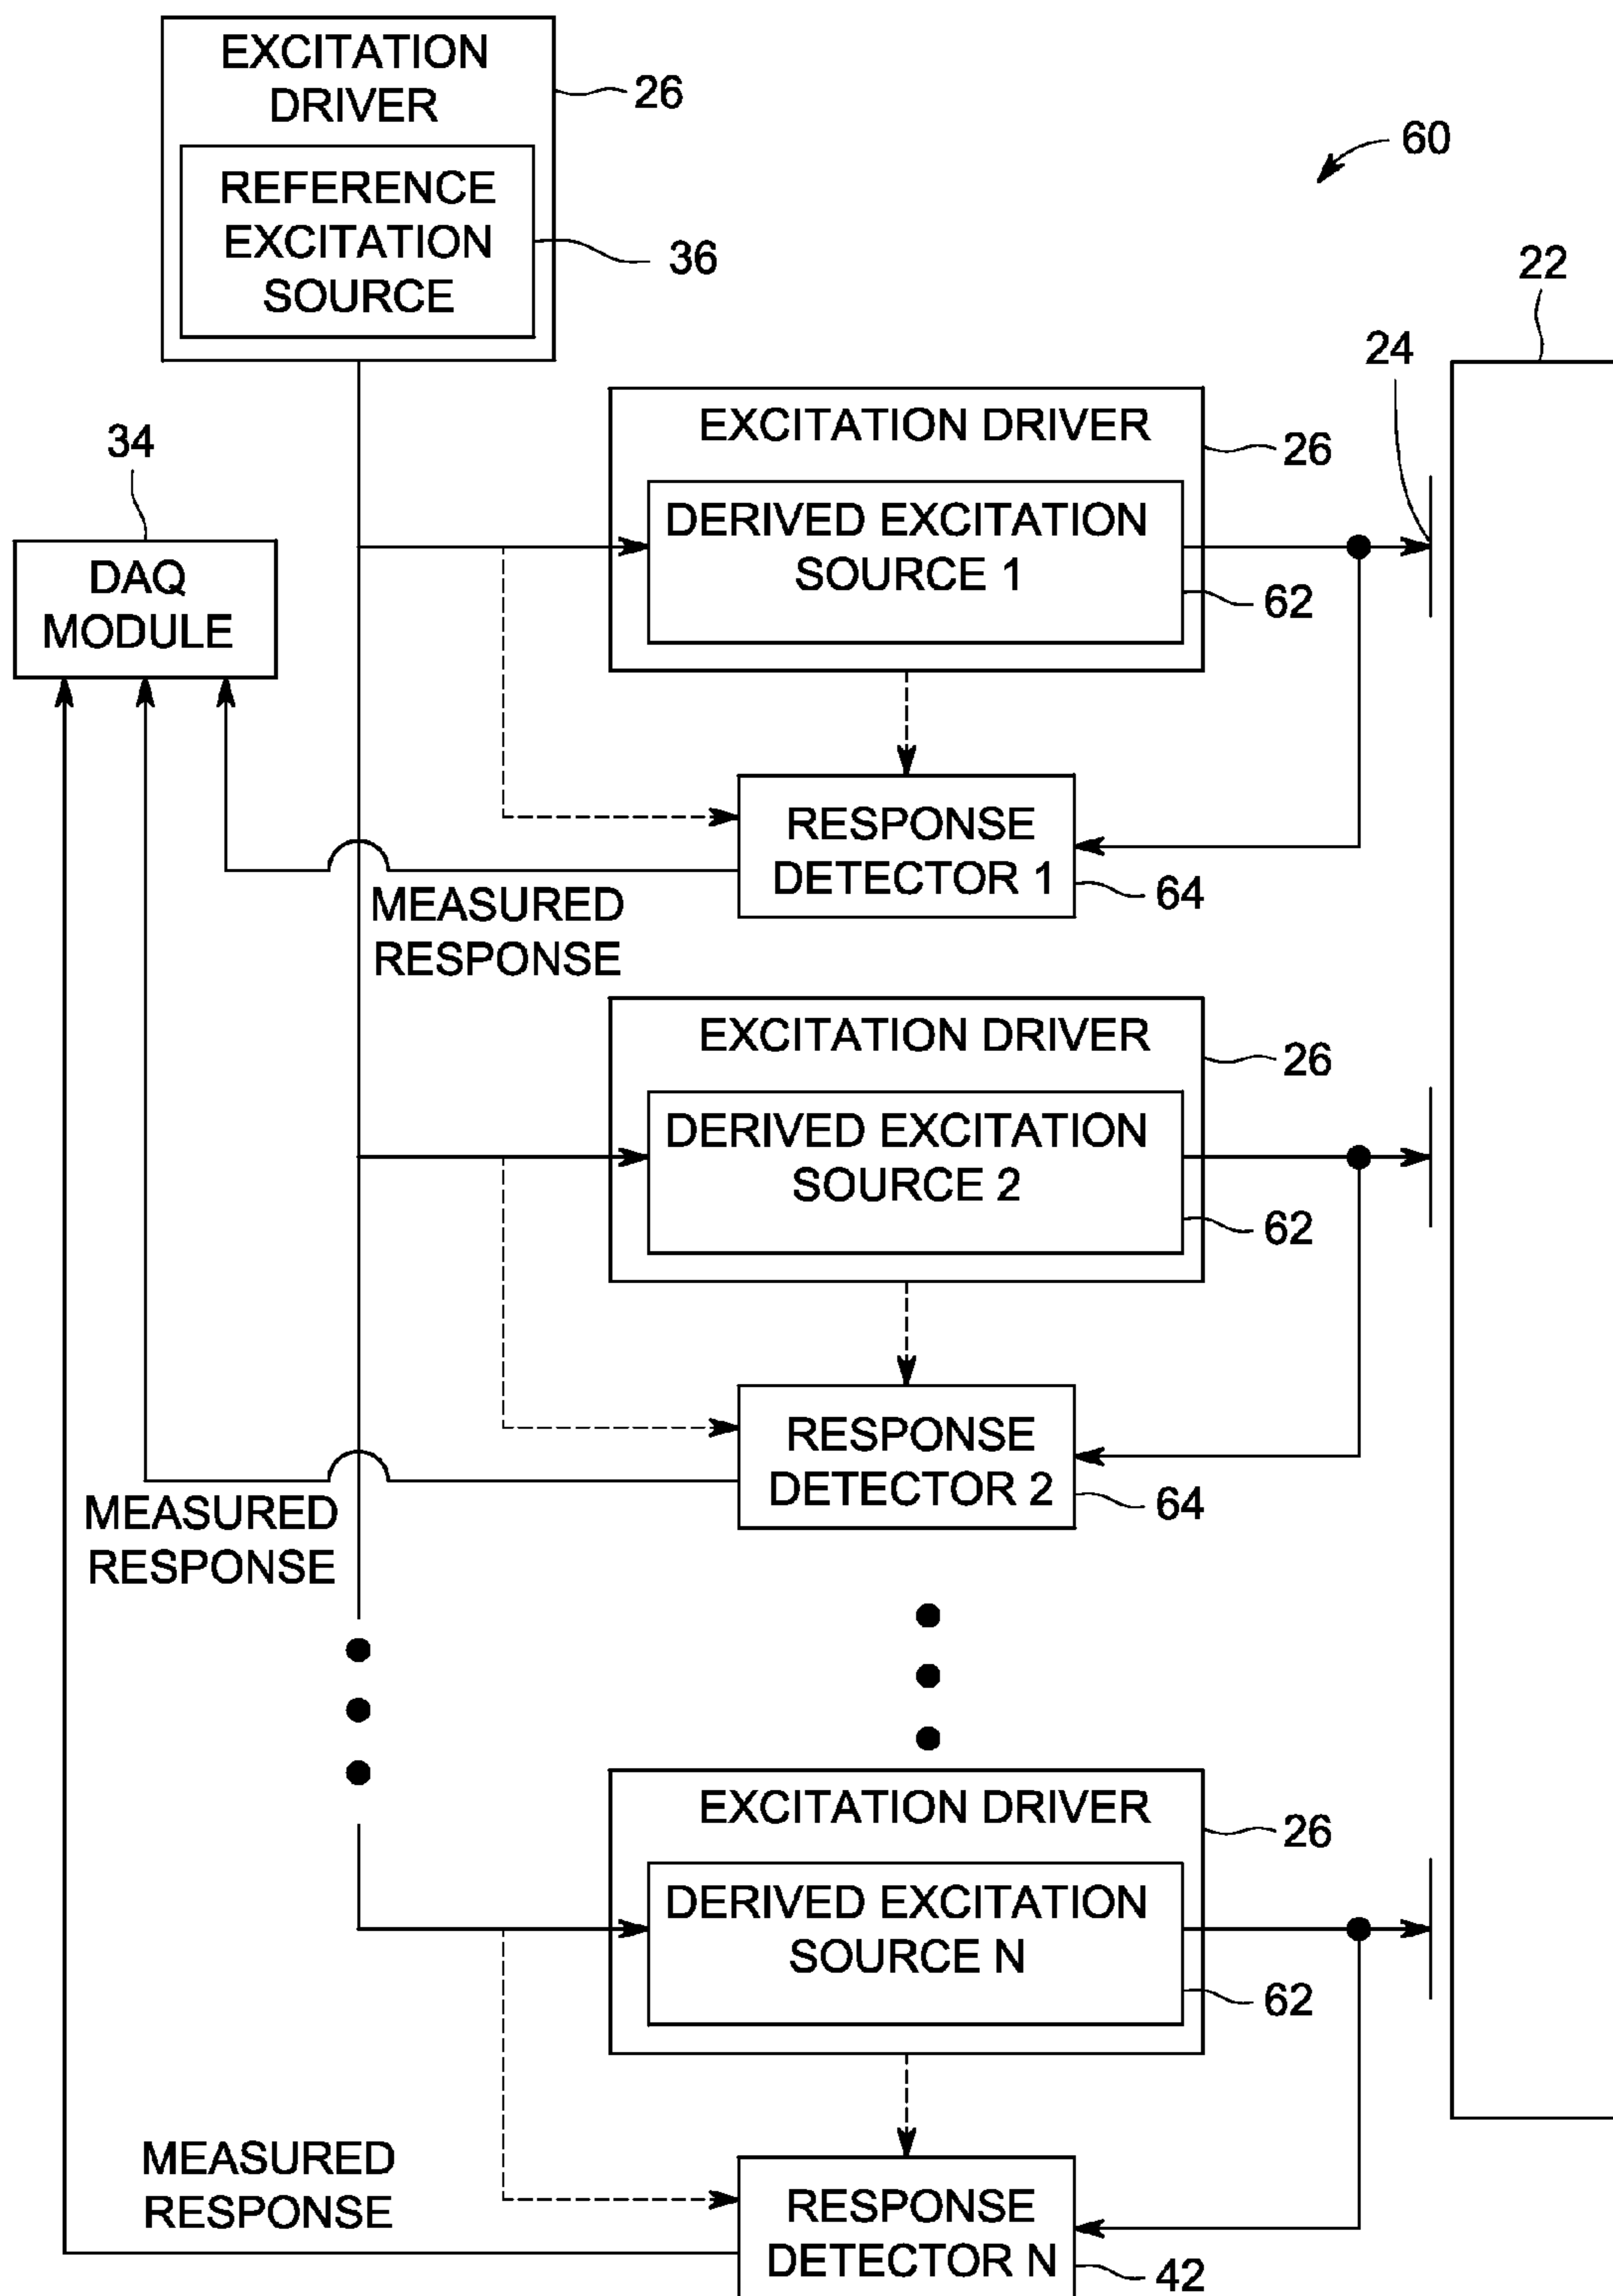 EXCITATION
DRIVER
26
REFERENCE
EXCITATION
SOURCE
36
60
22
24
34
DAQ
MODULE
EXCITATION DRIVER
26
DERIVED EXCITATION
SOURCE 1
62
RESPONSE
DETECTOR 1
64
MEASURED
RESPONSE
EXCITATION DRIVER
26
DERIVED EXCITATION
SOURCE 2
62
RESPONSE
DETECTOR 2
64
MEASURED
RESPONSE
EXCITATION DRIVER
26
DERIVED EXCITATION
SOURCE N
62
MEASURED
RESPONSE
RESPONSE
DETECTOR N
42